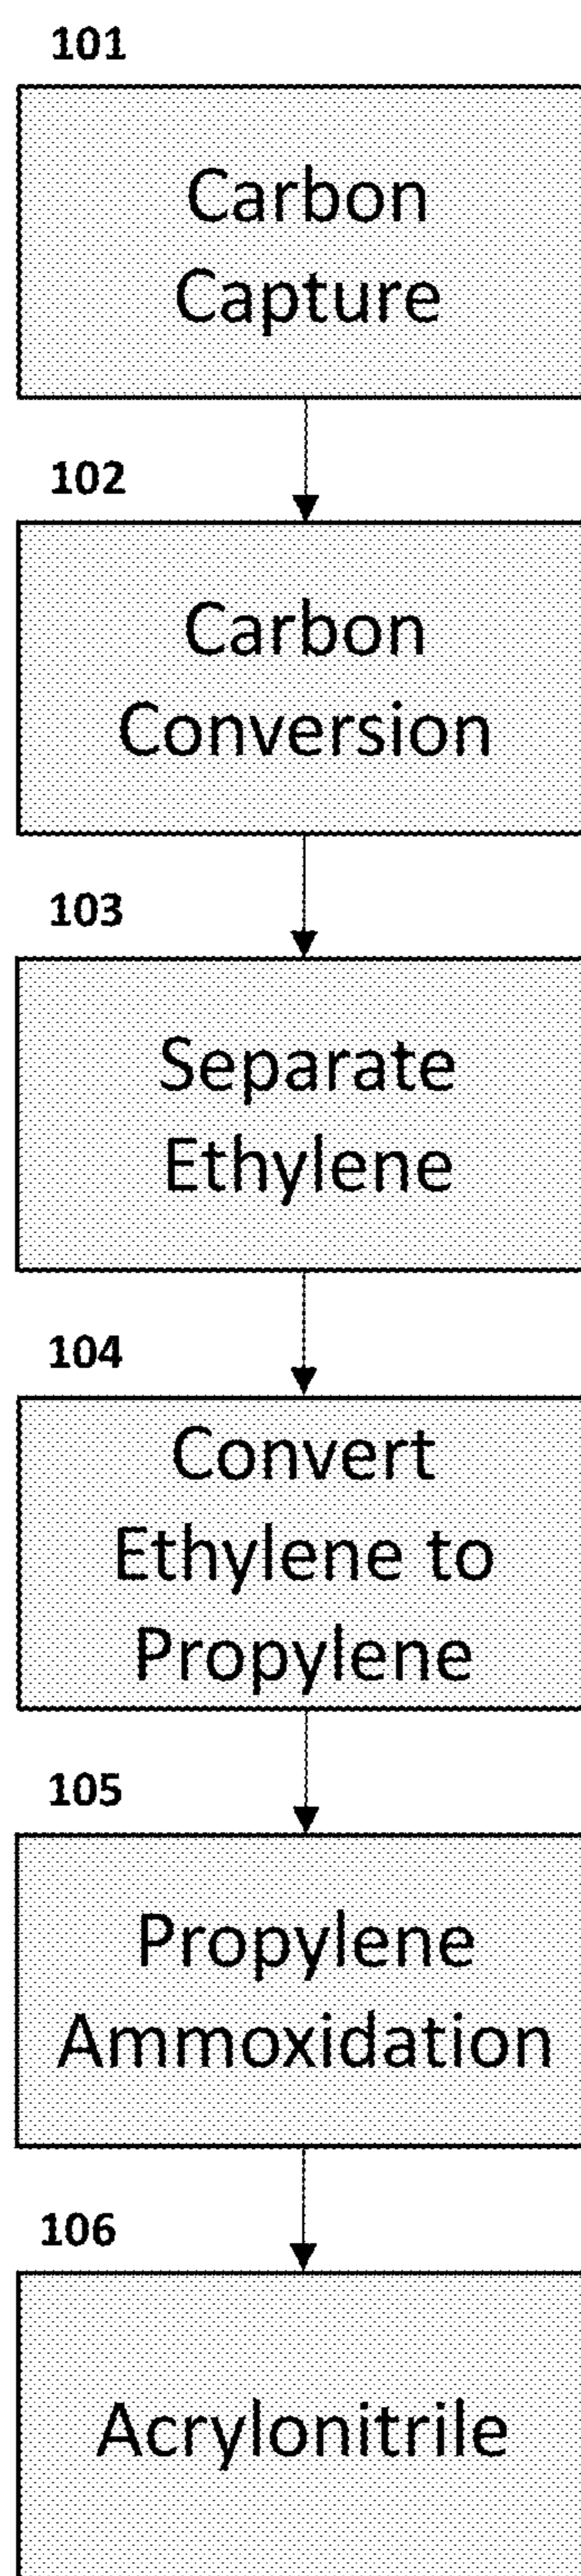 101
Carbon
Capture
102
Carbon
Conversion
103
Separate
Ethylene
104
Convert
Ethylene to
Propylene
105
Propylene
Ammoxidation
106
Acrylonitrile